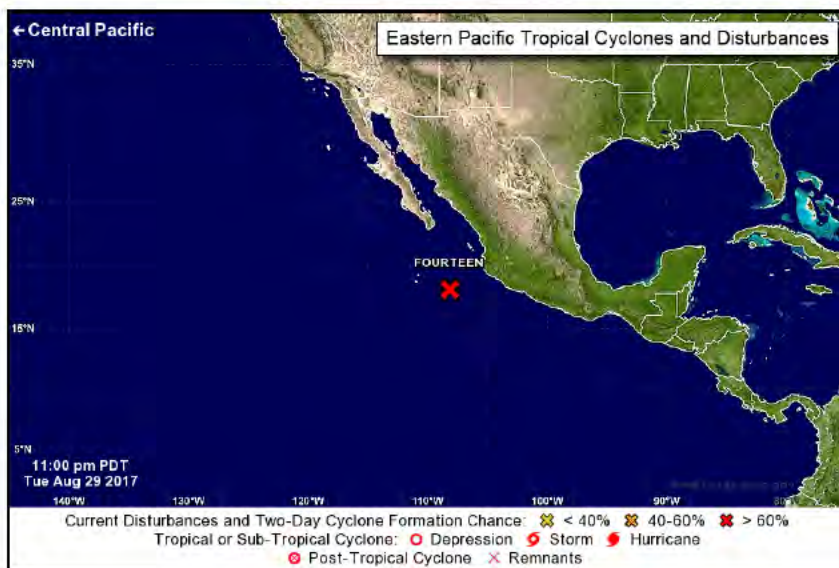 ←Central Pacific
Eastern Pacific Tropical Cyclones and Disturbances
35°N
25°N
FOURTEEN
15°N
5°N
11:00 pm PDT
Tue Aug 29 2017
140°W 130°W 120°W 110°W 100°W 90°W
Current Disturbances and Two-Day Cyclone Formation Chance: < 40% 40-60% > 60%
Tropical or Sub-Tropical Cyclone: Depression Storm Hurricane
Post-Tropical Cyclone Remnants